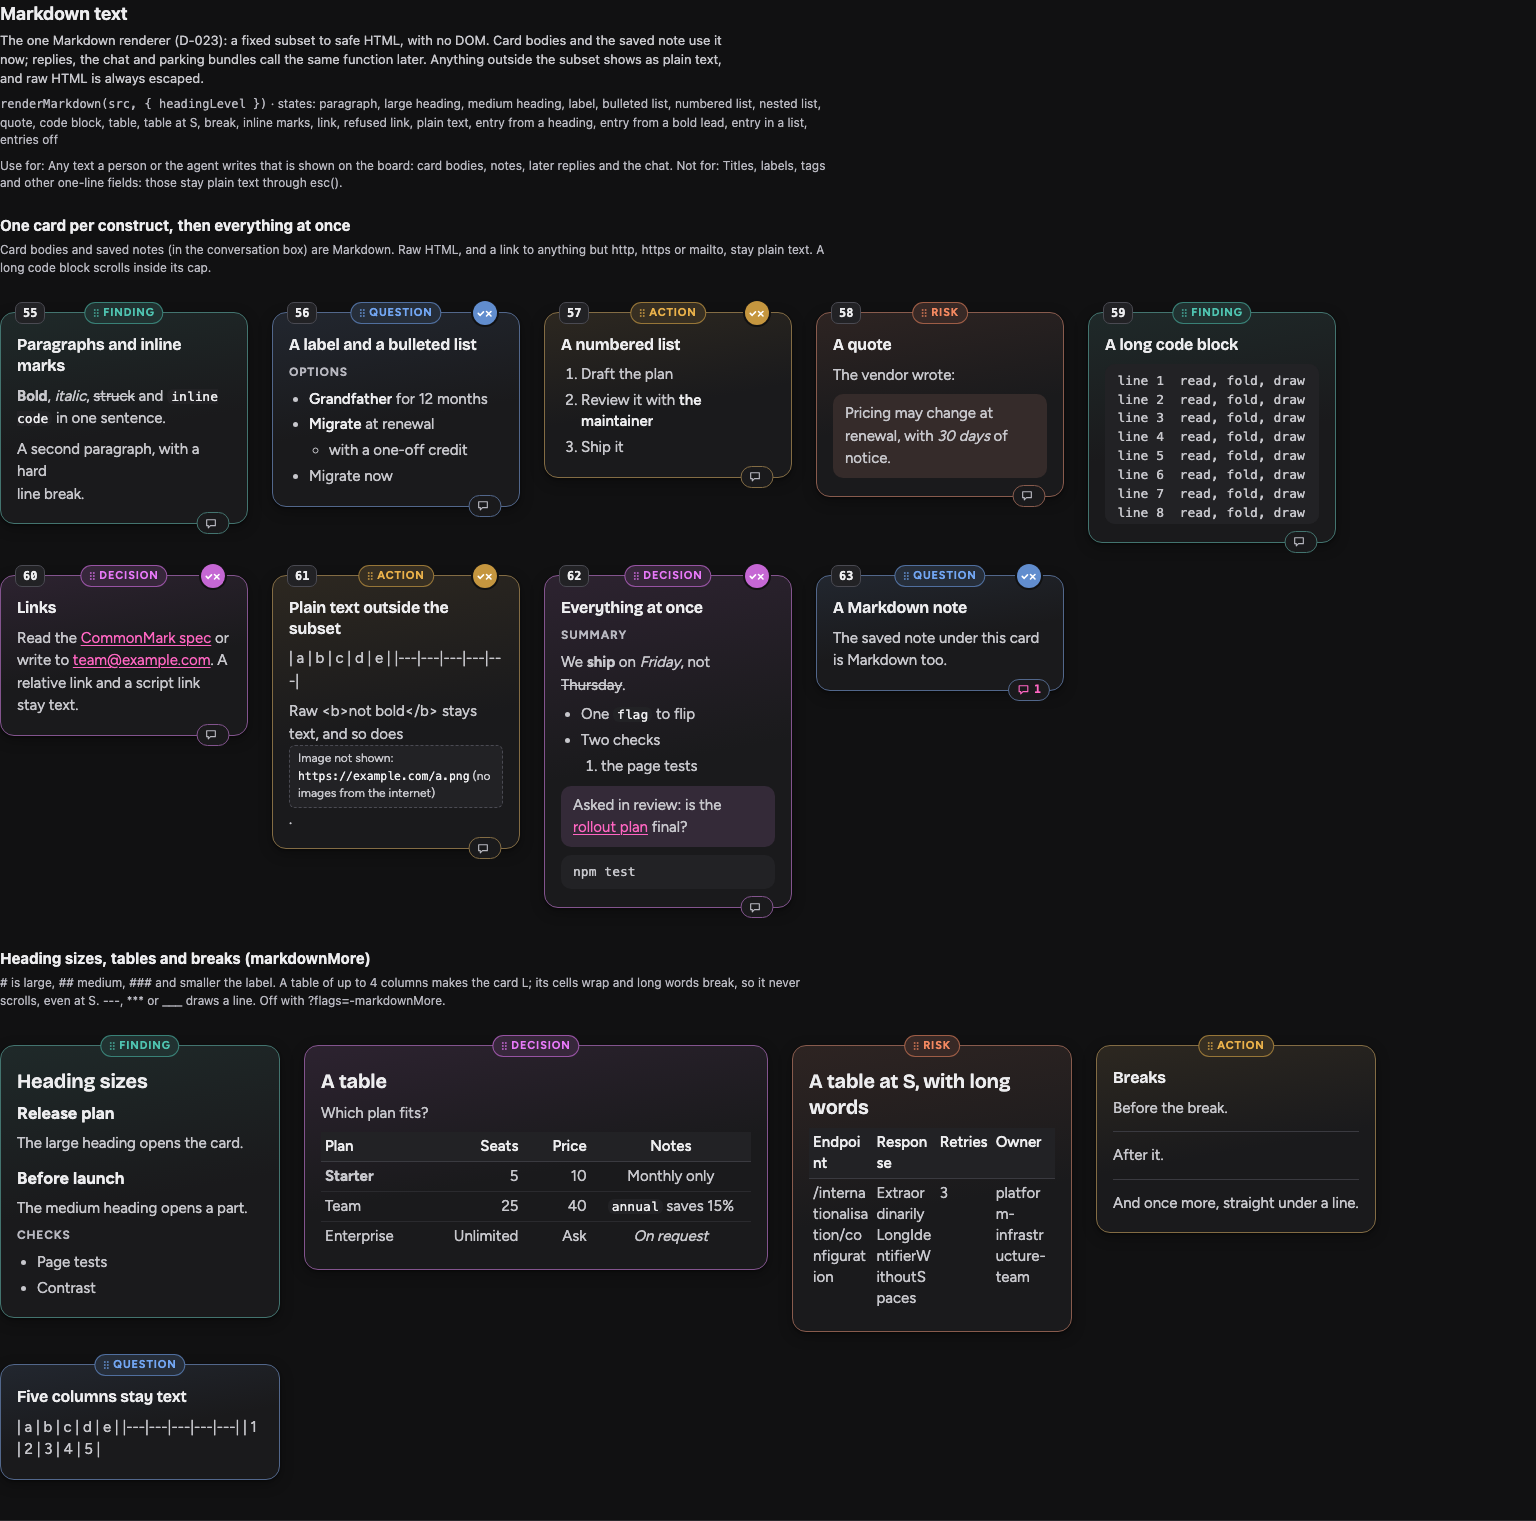 Markdown text
The one Markdown renderer (D-023): a fixed subset to safe HTML, with no DOM. Card bodies and the saved note use it
now; replies, the chat and parking bundles call the same function later. Anything outside the subset shows as plain text,
and raw HTML is always escaped.
renderMarkdown(src, { headingLevel }) · states: paragraph, large heading, medium heading, label, bulleted list, numbered list, nested list,
quote, code block, table, table at S, break, inline marks, link, refused link, plain text, entry from a heading, entry from a bold lead, entry in a list,
entries off
Use for: Any text a person or the agent writes that is shown on the board: card bodies, notes, later replies and the chat. Not for: Titles, labels, tags
and other one-line fields: those stay plain text through esc().
One card per construct, then everything at once
Card bodies and saved notes (in the conversation box) are Markdown. Raw HTML, and a link to anything but http, https or mailto, stay plain text. A
long code block scrolls inside its cap.
55 FINDING
Paragraphs and inline
marks
Bold, italic, struck and inline
code in one sentence.
A second paragraph, with a
hard
line break.
56 QUESTION
A label and a bulleted list
OPTIONS
• Grandfather for 12 months
• Migrate at renewal
◦ with a one-off credit
• Migrate now
57 ACTION
A numbered list
1. Draft the plan
2. Review it with the
maintainer
3. Ship it
58 RISK
A quote
The vendor wrote:
Pricing may change at
renewal, with 30 days of
notice.
59 FINDING
A long code block
line 1 read, fold, draw
line 2 read, fold, draw
line 3 read, fold, draw
line 4 read, fold, draw
line 5 read, fold, draw
line 6 read, fold, draw
line 7 read, fold, draw
line 8 read, fold, draw
60 DECISION
Links
Read the CommonMark spec or
write to team@example.com. A
relative link and a script link
stay text.
61 ACTION
Plain text outside the
subset
| a | b | c | d | e | |---|---|---|---|--
-|
Raw <b>not bold</b> stays
text, and so does
Image not shown:
https://example.com/a.png (no
images from the internet)
.
62 DECISION
Everything at once
SUMMARY
We ship on Friday, not
Thursday.
• One flag to flip
• Two checks
1. the page tests
Asked in review: is the
rollout plan final?
npm test
63 QUESTION
A Markdown note
The saved note under this card
is Markdown too.
1
Heading sizes, tables and breaks (markdownMore)
# is large, ## medium, ### and smaller the label. A table of up to 4 columns makes the card L; its cells wrap and long words break, so it never
scrolls, even at S. ---, *** or ___ draws a line. Off with ?flags=-markdownMore.
FINDING
Heading sizes
Release plan
The large heading opens the card.
Before launch
The medium heading opens a part.
CHECKS
• Page tests
• Contrast
DECISION
A table
Which plan fits?
Plan Seats Price Notes
Starter 5 10 Monthly only
Team 25 40 annual saves 15%
Enterprise Unlimited Ask On request
RISK
A table at S, with long
words
Endpoi Respon Retries Owner
nt se
/interna Extraor 3 platfor
tionalisa dinarily m-
tion/co LongIde infrastr
nfigurat ntifierW ucture-
ion ithoutS team
paces
ACTION
Breaks
Before the break.
After it.
And once more, straight under a line.
QUESTION
Five columns stay text
| a | b | c | d | e | |---|---|---|---|---| | 1
| 2 | 3 | 4 | 5 |